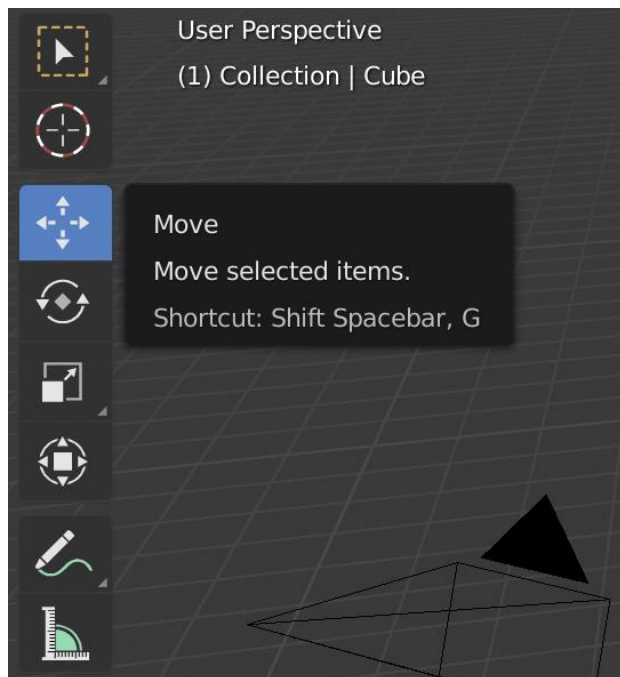 User Perspective
(1) Collection | Cube
Move
Move selected items.
Shortcut: Shift Spacebar, G